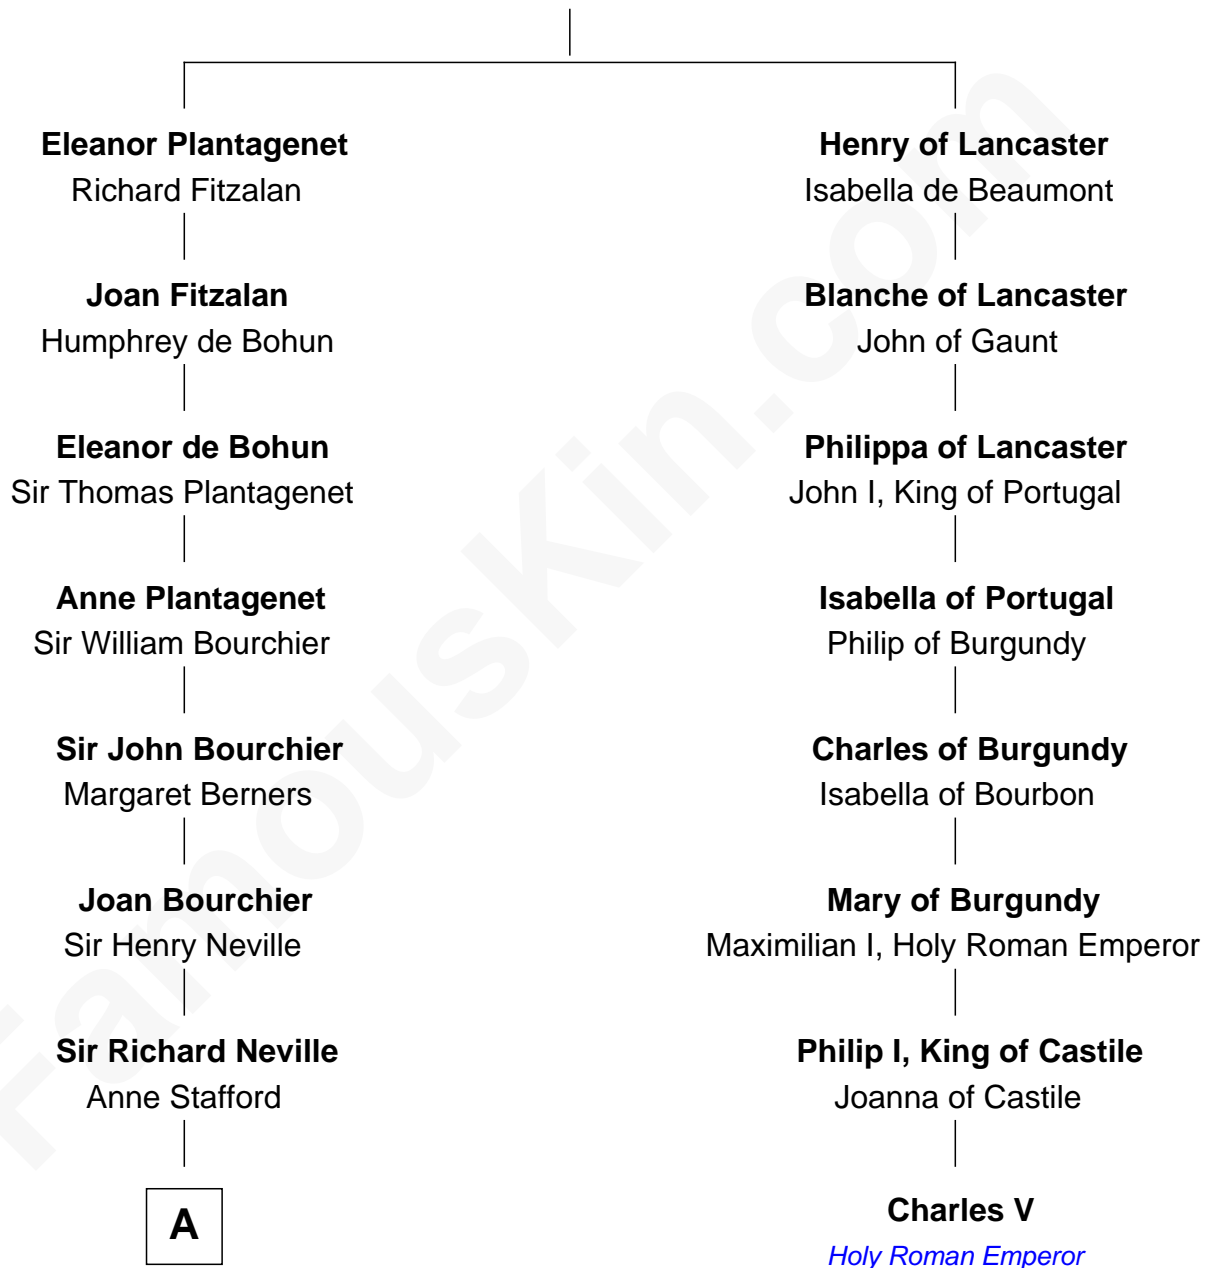 Eleanor Plantagenet
Richard Fitzalan
Joan Fitzalan
Humphrey de Bohun
Eleanor de Bohun
Sir Thomas Plantagenet
Anne Plantagenet
Sir William Bourchier
Sir John Bourchier
Margaret Berners
Joan Bourchier
Sir Henry Neville
Sir Richard Neville
Anne Stafford
A
Henry of Lancaster
Isabella de Beaumont
Blanche of Lancaster
John of Gaunt
Philippa of Lancaster
John I, King of Portugal
Isabella of Portugal
Philip of Burgundy
Charles of Burgundy
Isabella of Bourbon
Mary of Burgundy
Maximilian I, Holy Roman Emperor
Philip I, King of Castile
Joanna of Castile
Charles V
Holy Roman Emperor
FamousKin.com